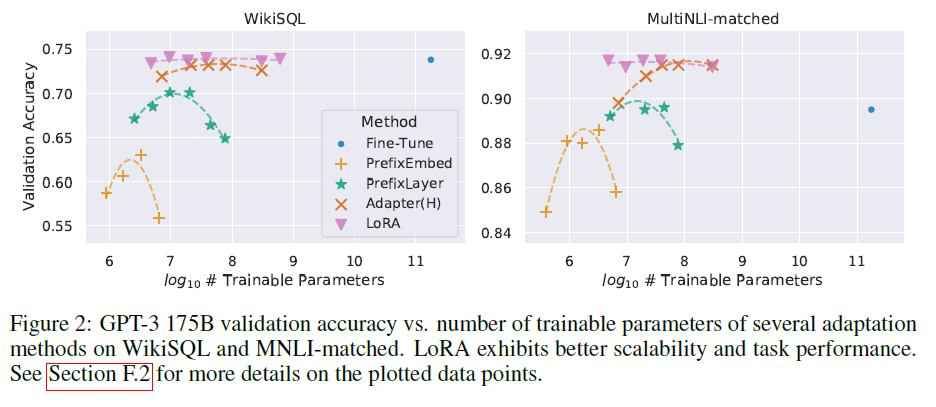 WikiSQL
MultiNLI-matched
Validation Accuracy
0.75
0.70
0.65
0.60
0.55
Method
Fine-Tune
PrefixEmbed
PrefixLayer
Adapter(H)
LoRA
6 7 8 9 10 11
log10 # Trainable Parameters
0.92
0.90
0.88
0.86
0.84
6 7 8 9 10 11
log10 # Trainable Parameters
Figure 2: GPT-3 175B validation accuracy vs. number of trainable parameters of several adaptation
methods on WikiSQL and MNLI-matched. LoRA exhibits better scalability and task performance.
See Section F.2 for more details on the plotted data points.